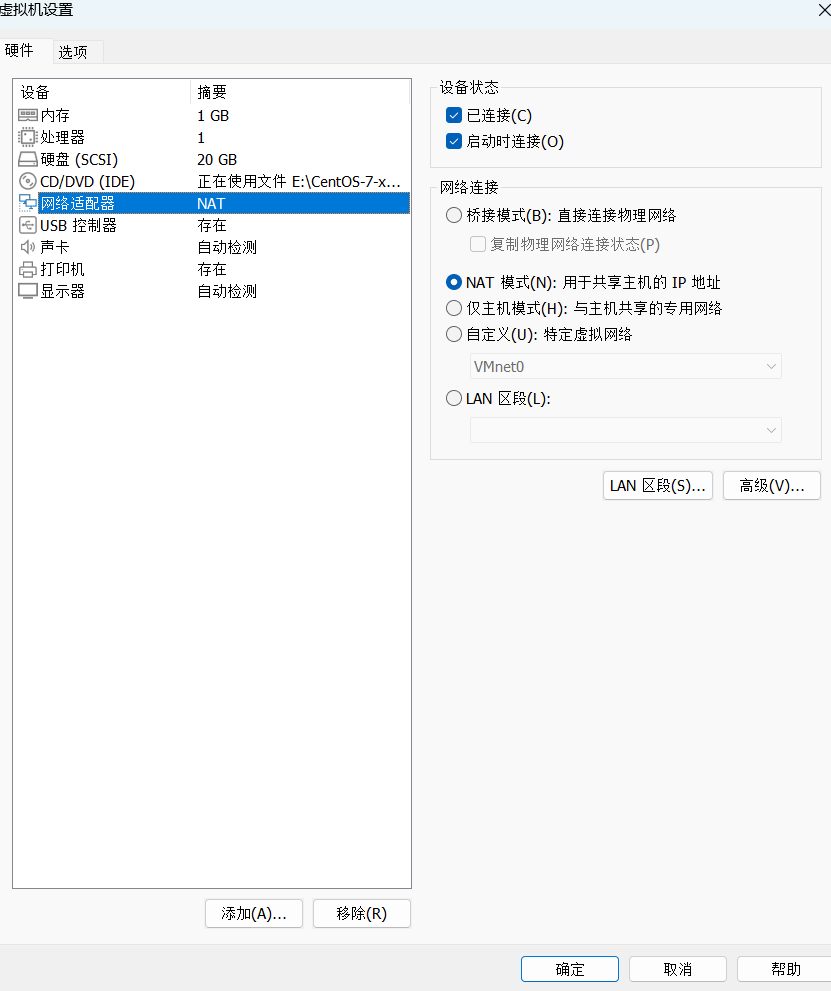 虚拟机设置
硬件 选项
设备 摘要
内存 1 GB
处理器 1
硬盘 (SCSI) 20 GB
CD/DVD (IDE) 正在使用文件 E:\CentOS-7-x...
网络适配器 NAT
USB 控制器 存在
声卡 自动检测
打印机 存在
显示器 自动检测
添加(A)... 移除(R)
设备状态
已连接(C)
启动时连接(O)
网络连接
桥接模式(B): 直接连接物理网络
复制物理网络连接状态(P)
NAT 模式(N): 用于共享主机的 IP 地址
仅主机模式(H): 与主机共享的专用网络
自定义(U): 特定虚拟网络
VMnet0
LAN 区段(L):
LAN 区段(S)... 高级(V)...
确定 取消 帮助